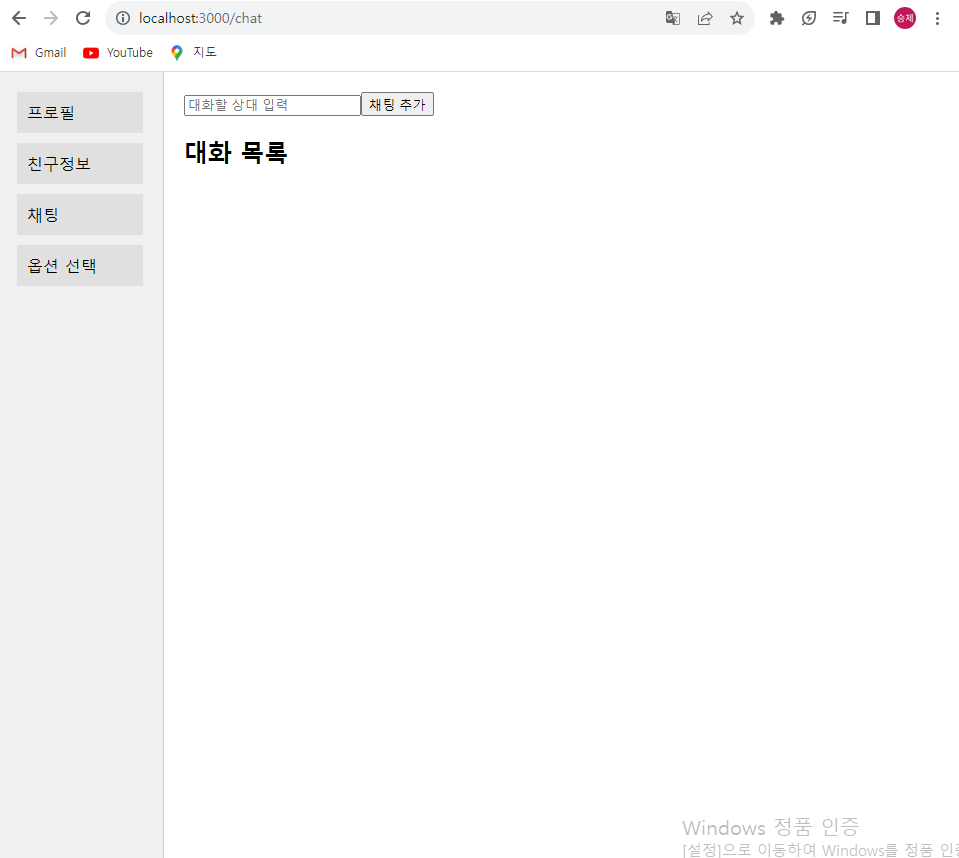 localhost:3000/chat
승제
Gmail YouTube 지도
프로필
친구정보
채팅
옵션 선택
대화할 상대 입력 채팅 추가
대화 목록
Windows 정품 인증
[설정]으로 이동하여 Windows를 정품 인증